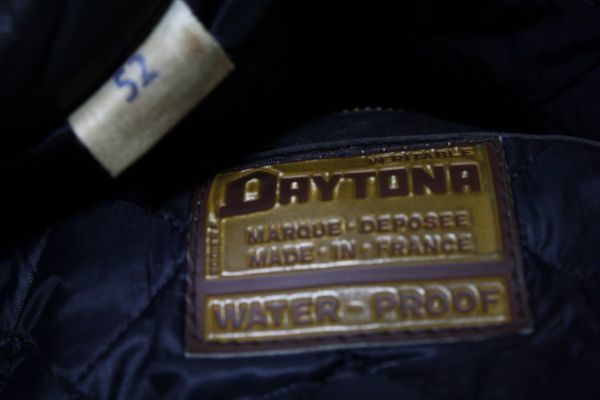 52
VERITABLE
DAYTONA
MARQUE - DEPOSEE
MADE - IN - FRANCE
WATER - PROOF